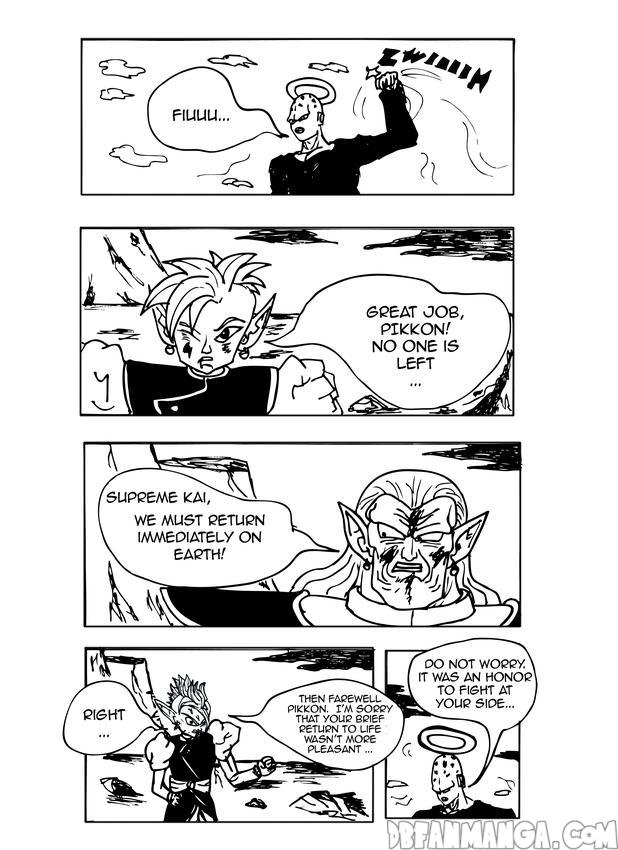 FIUUU...
ZWIIIIH
GREAT JOB,
PIKKON!
NO ONE IS
LEFT
...
SUPREME KAI,
WE MUST RETURN
IMMEDIATELY ON
EARTH!
RIGHT
...
THEN FAREWELL
PIKKON. I'M SORRY
THAT YOUR BRIEF
RETURN TO LIFE
WASN'T MORE
PLEASANT ...
DO NOT WORRY.
IT WAS AN HONOR
TO FIGHT AT
YOUR SIDE...
DBFANMANGA.COM